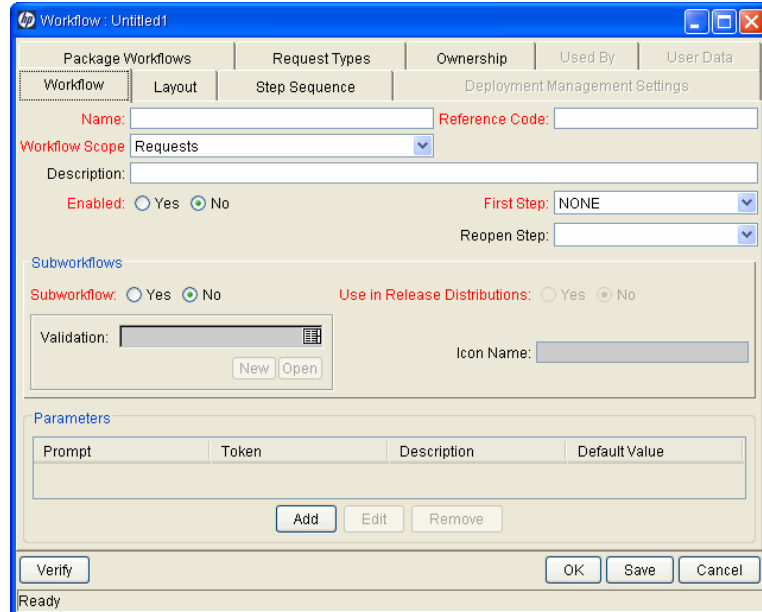 hp Workflow : Untitled1
Package Workflows Request Types Ownership Used By User Data
Workflow Layout Step Sequence Deployment Management Settings
Name: Reference Code:
Workflow Scope Requests
Description:
Enabled: Yes No First Step: NONE
Reopen Step:
Subworkflows
Subworkflow: Yes No Use in Release Distributions: Yes No
Validation:
Icon Name:
New Open
Parameters
Prompt Token Description Default Value
Add Edit Remove
Verify OK Save Cancel
Ready